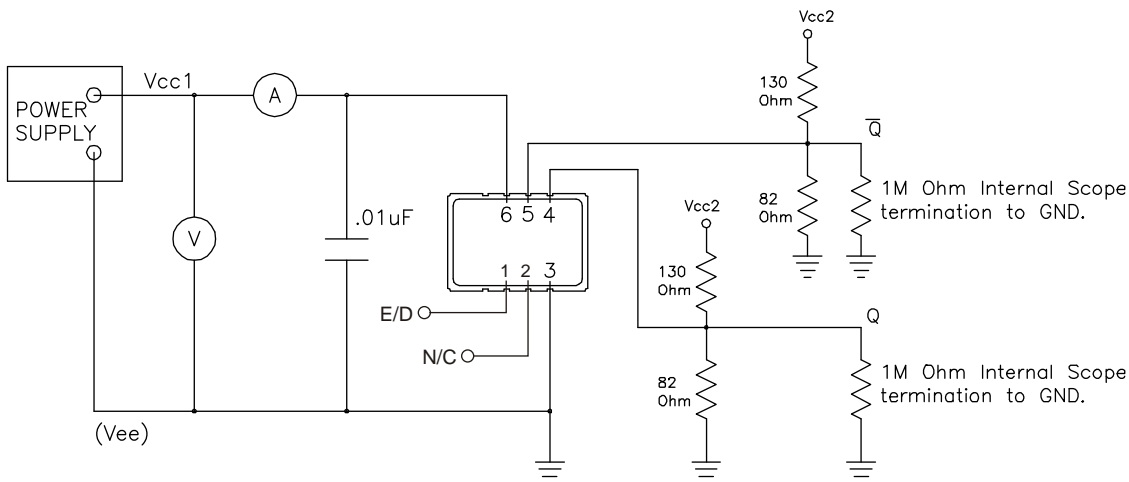 Vcc2
Vcc1
A
130
Ohm
POWER
SUPPLY
Q̅
1M Ohm Internal Scope
termination to GND.
82
Ohm
6 5 4
Vcc2
.01uF
V
1 2 3
130
Ohm
E/D
Q
N/C
1M Ohm Internal Scope
termination to GND.
82
Ohm
(Vee)